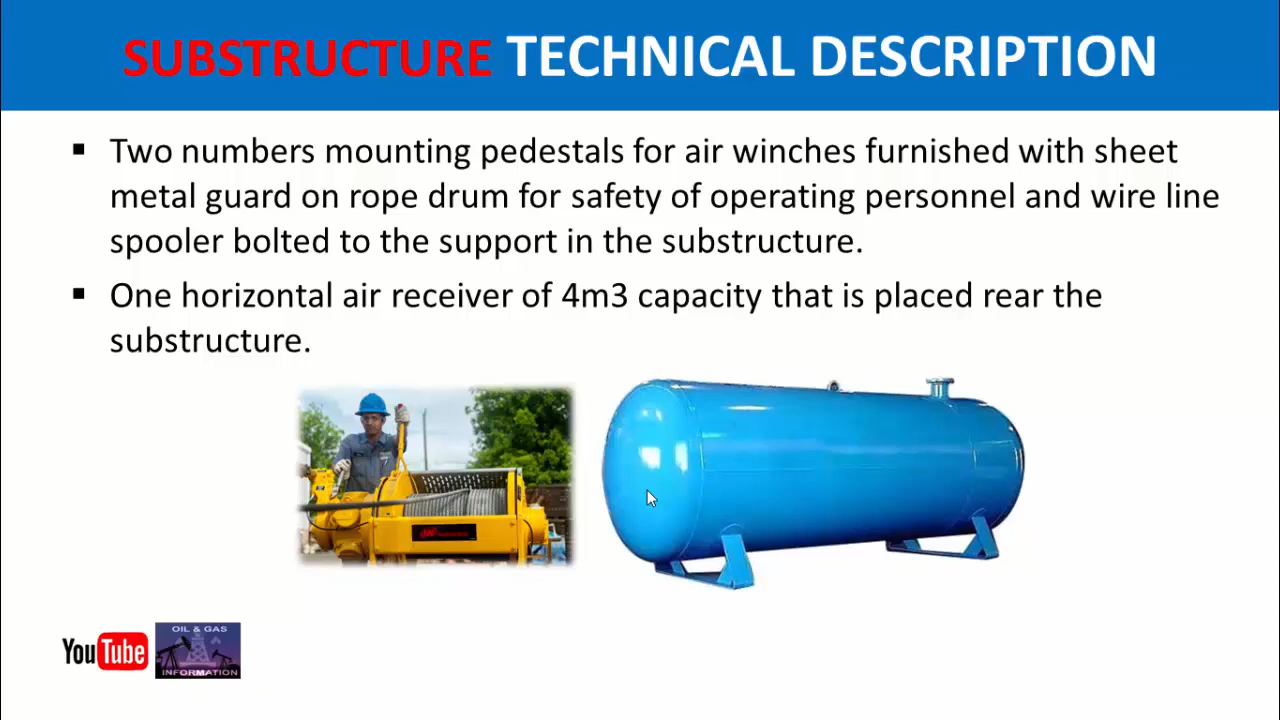 SUBSTRUCTURE TECHNICAL DESCRIPTION
▪ Two numbers mounting pedestals for air winches furnished with sheet
metal guard on rope drum for safety of operating personnel and wire line
spooler bolted to the support in the substructure.
▪ One horizontal air receiver of 4m3 capacity that is placed rear the
substructure.
YouTube
OIL & GAS
INFORMATION